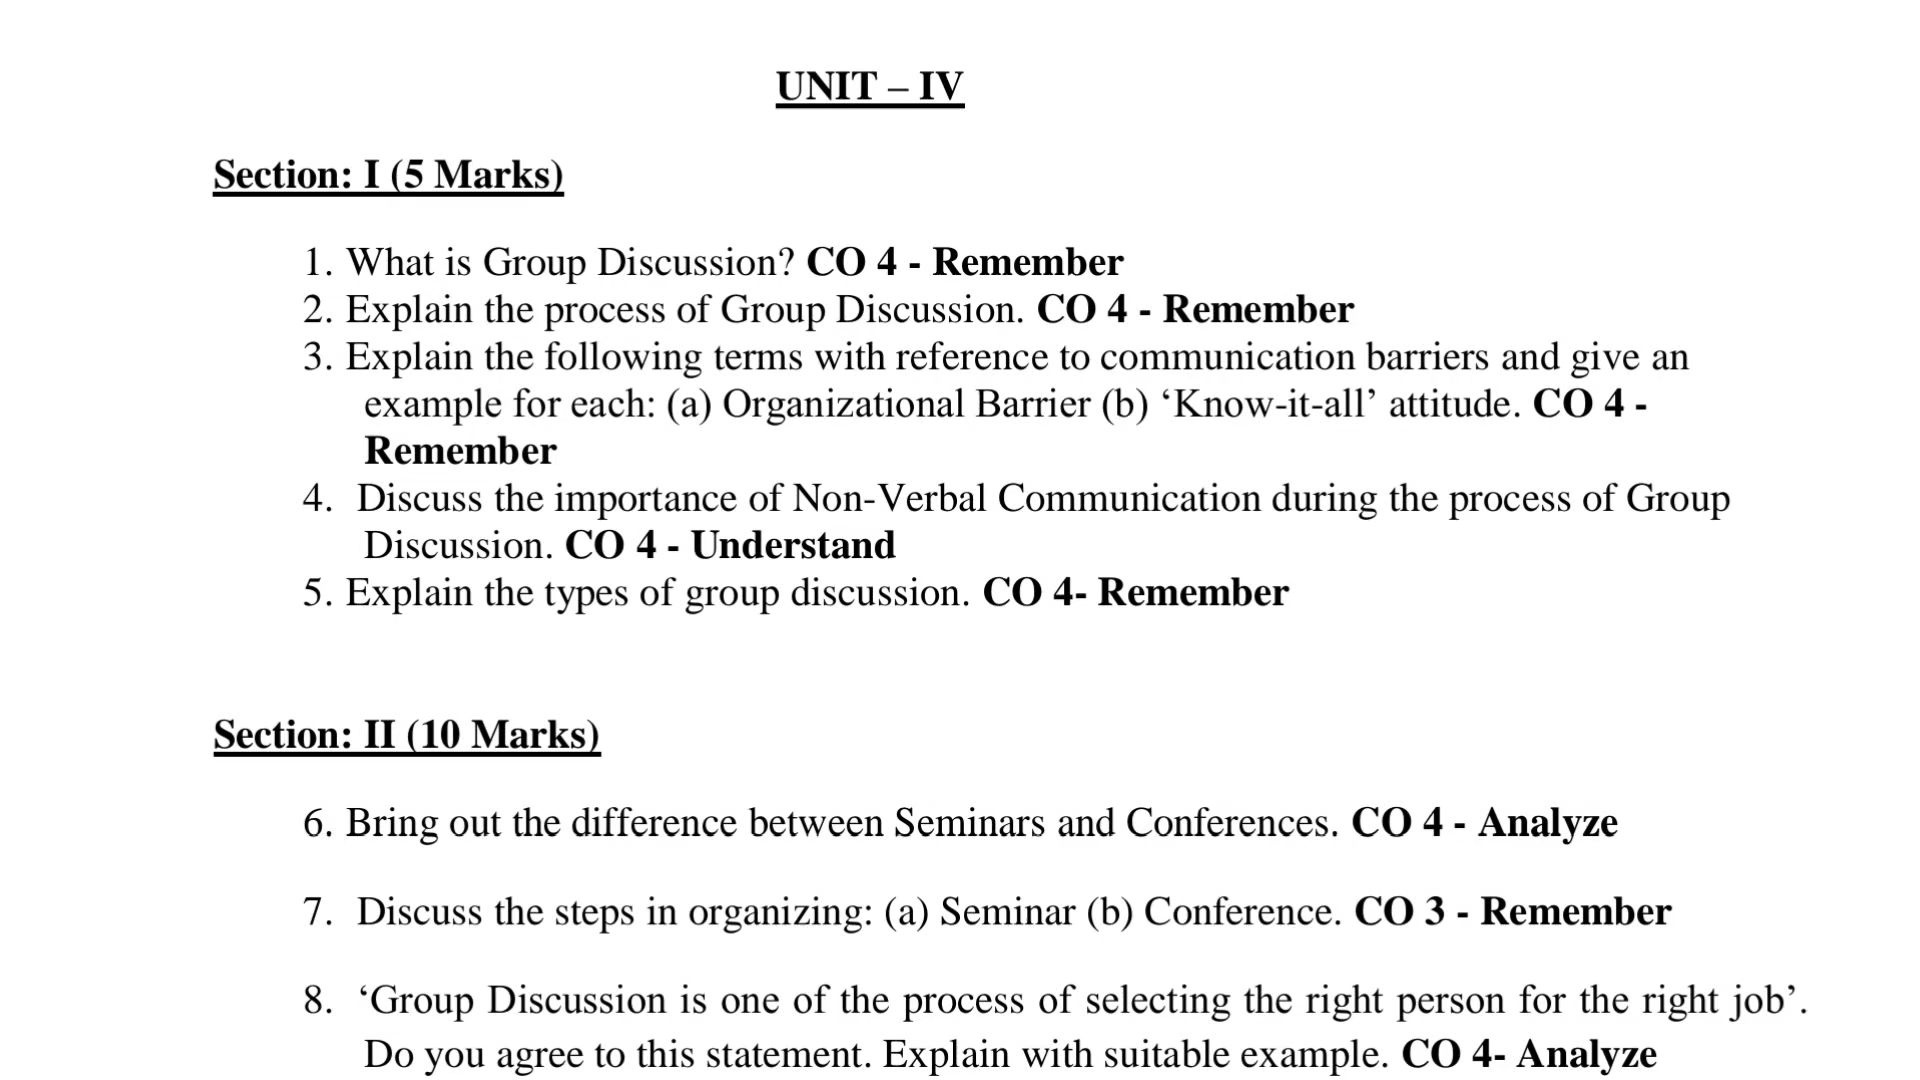 UNIT – IV
Section: I (5 Marks)
1. What is Group Discussion? CO 4 - Remember
2. Explain the process of Group Discussion. CO 4 - Remember
3. Explain the following terms with reference to communication barriers and give an
example for each: (a) Organizational Barrier (b) ‘Know-it-all’ attitude. CO 4 -
Remember
4. Discuss the importance of Non-Verbal Communication during the process of Group
Discussion. CO 4 - Understand
5. Explain the types of group discussion. CO 4- Remember
Section: II (10 Marks)
6. Bring out the difference between Seminars and Conferences. CO 4 - Analyze
7. Discuss the steps in organizing: (a) Seminar (b) Conference. CO 3 - Remember
8. ‘Group Discussion is one of the process of selecting the right person for the right job’.
Do you agree to this statement. Explain with suitable example. CO 4- Analyze